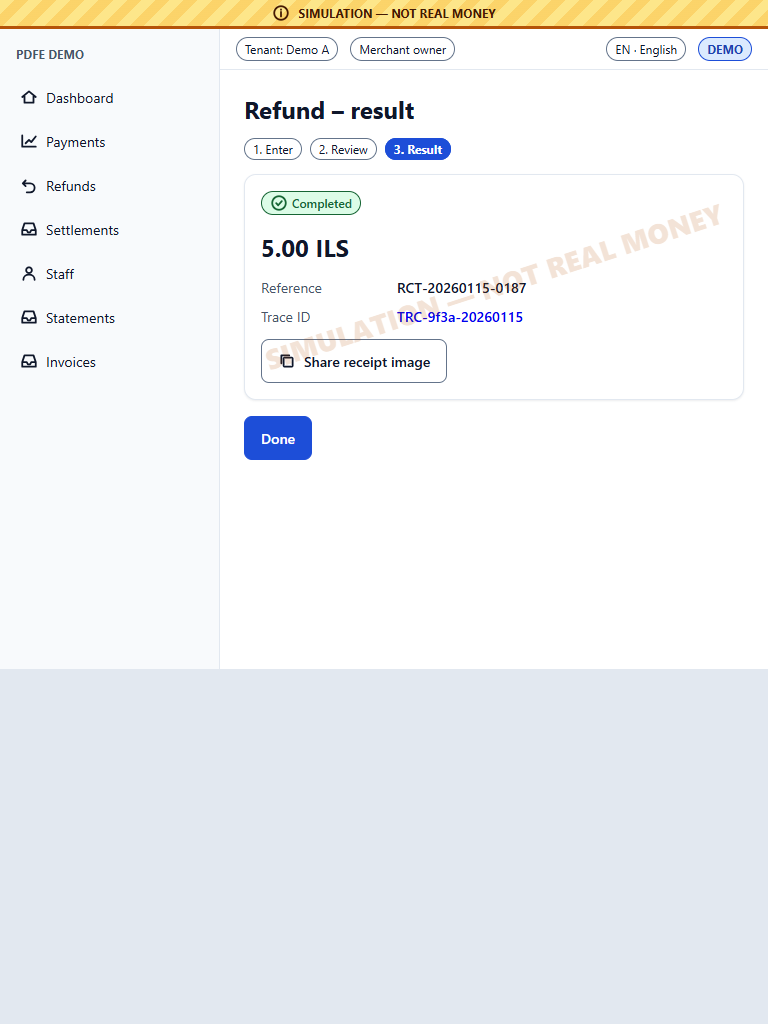 SIMULATION — NOT REAL MONEY
PDFE DEMO
Dashboard
Payments
Refunds
Settlements
Staff
Statements
Invoices
Tenant: Demo A
Merchant owner
EN · English
DEMO
Refund – result
1. Enter
2. Review
3. Result
Completed
5.00 ILS
Reference RCT-20260115-0187
Trace ID TRC-9f3a-20260115
Share receipt image
SIMULATION — NOT REAL MONEY
Done